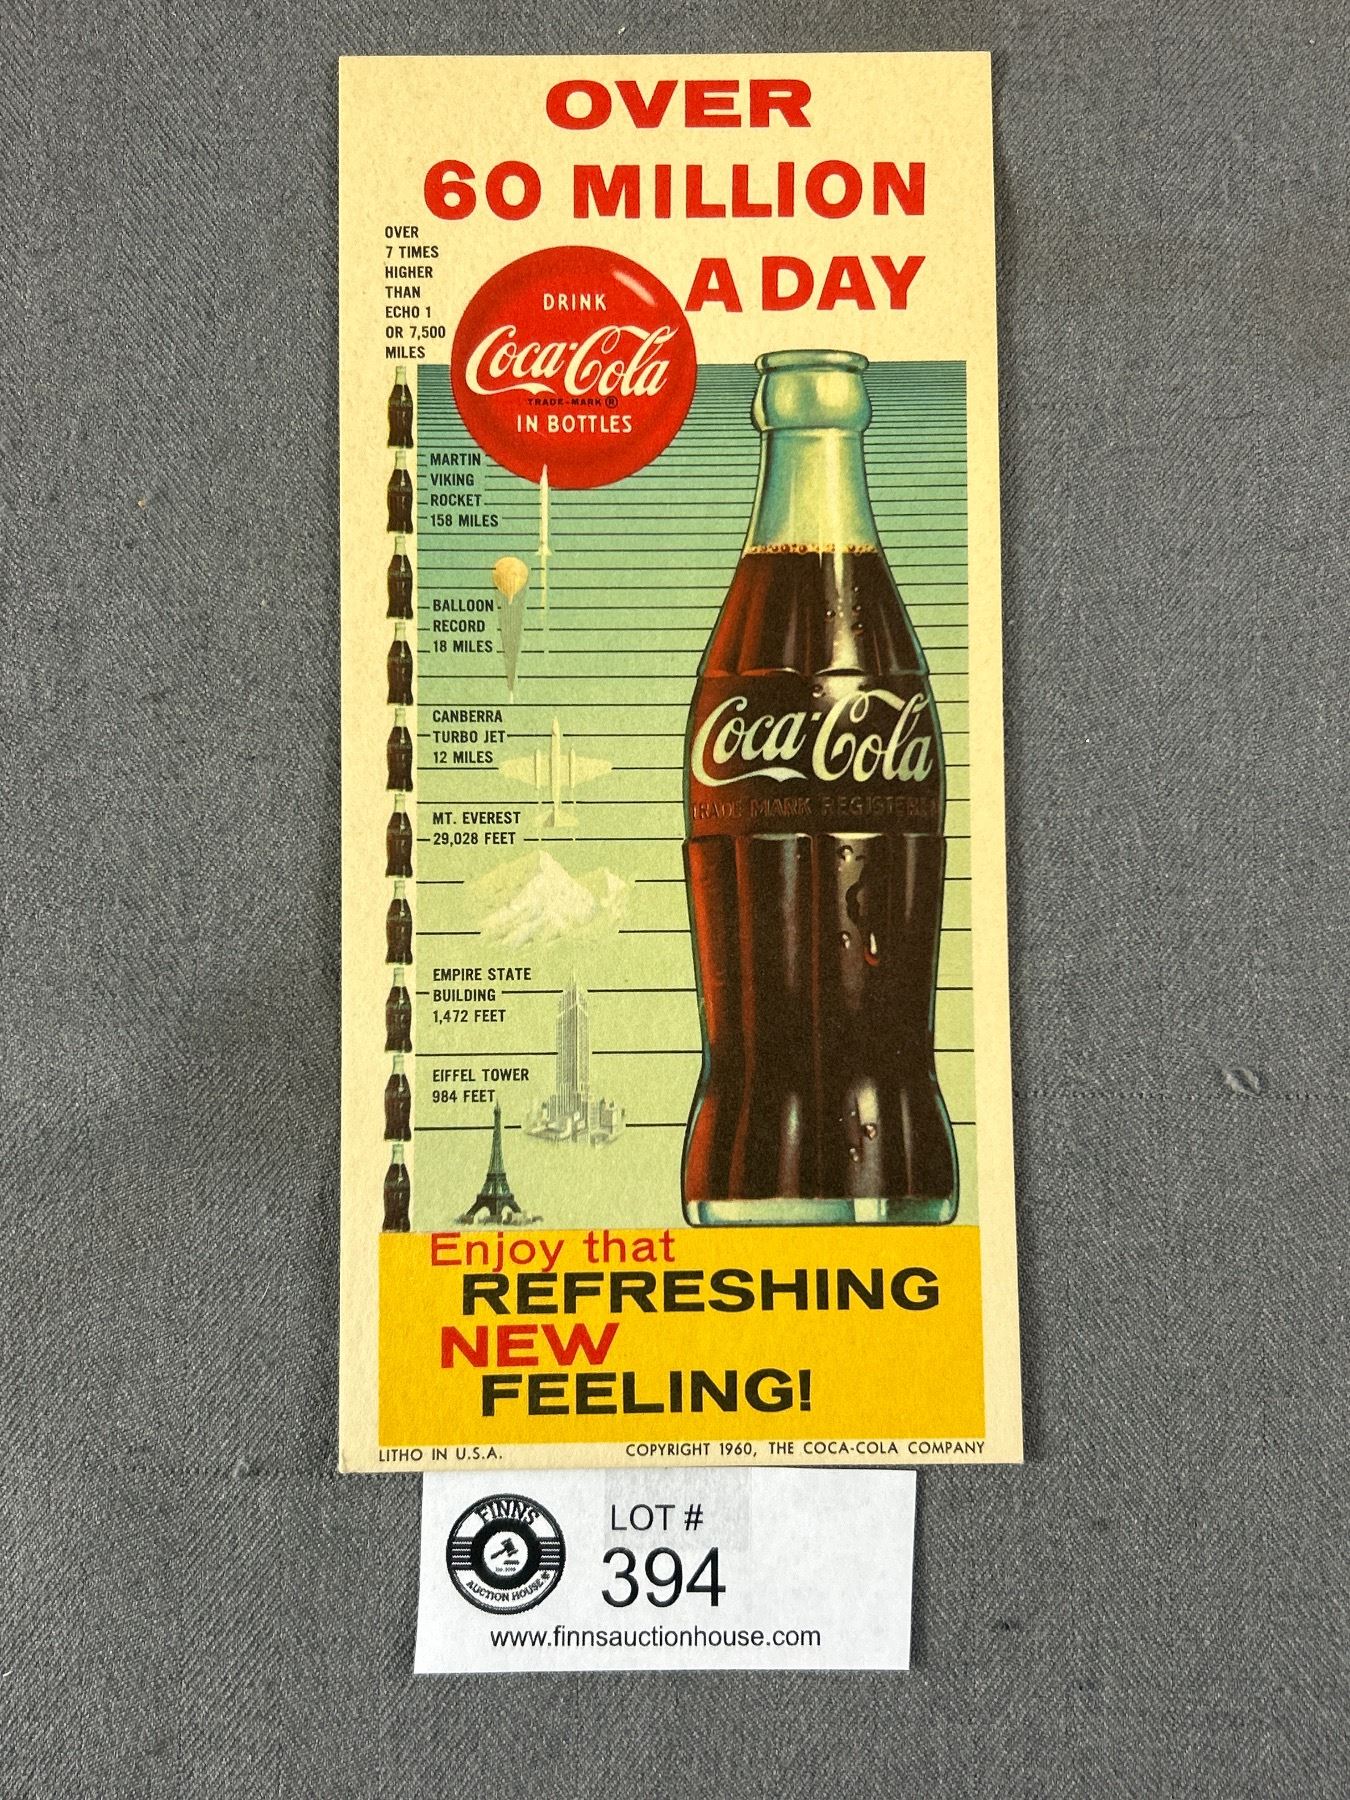 OVER
60 MILLION
A DAY
OVER
7 TIMES
HIGHER
THAN
ECHO 1
OR 7,500
MILES
DRINK
Coca-Cola
TRADE-MARK ®
IN BOTTLES
MARTIN
VIKING
ROCKET
158 MILES
BALLOON
RECORD
18 MILES
CANBERRA
TURBO JET
12 MILES
MT. EVEREST
29,028 FEET
EMPIRE STATE
BUILDING
1,472 FEET
EIFFEL TOWER
984 FEET
Coca-Cola
TRADE MARK REGISTERED
Enjoy that
REFRESHING
NEW
FEELING!
LITHO IN U.S.A.
COPYRIGHT 1960, THE COCA-COLA COMPANY
FINNS
AUCTION HOUSE
LOT #
394
www.finnsauctionhouse.com